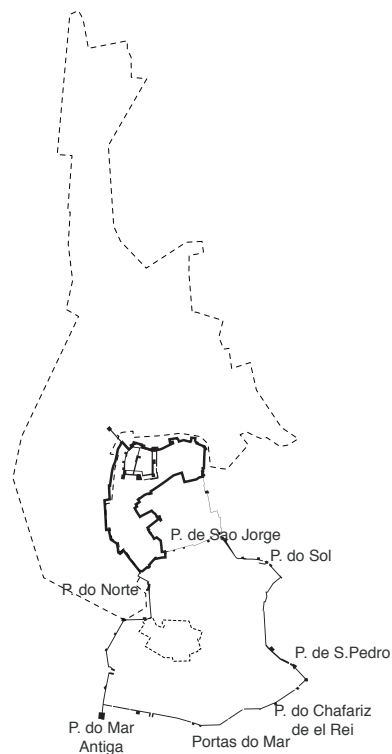 P. de Sao Jorge
P. do Sol
P. do Norte
P. de S.Pedro
P. do Chafariz
de el Rei
P. do Mar
Antiga
Portas do Mar